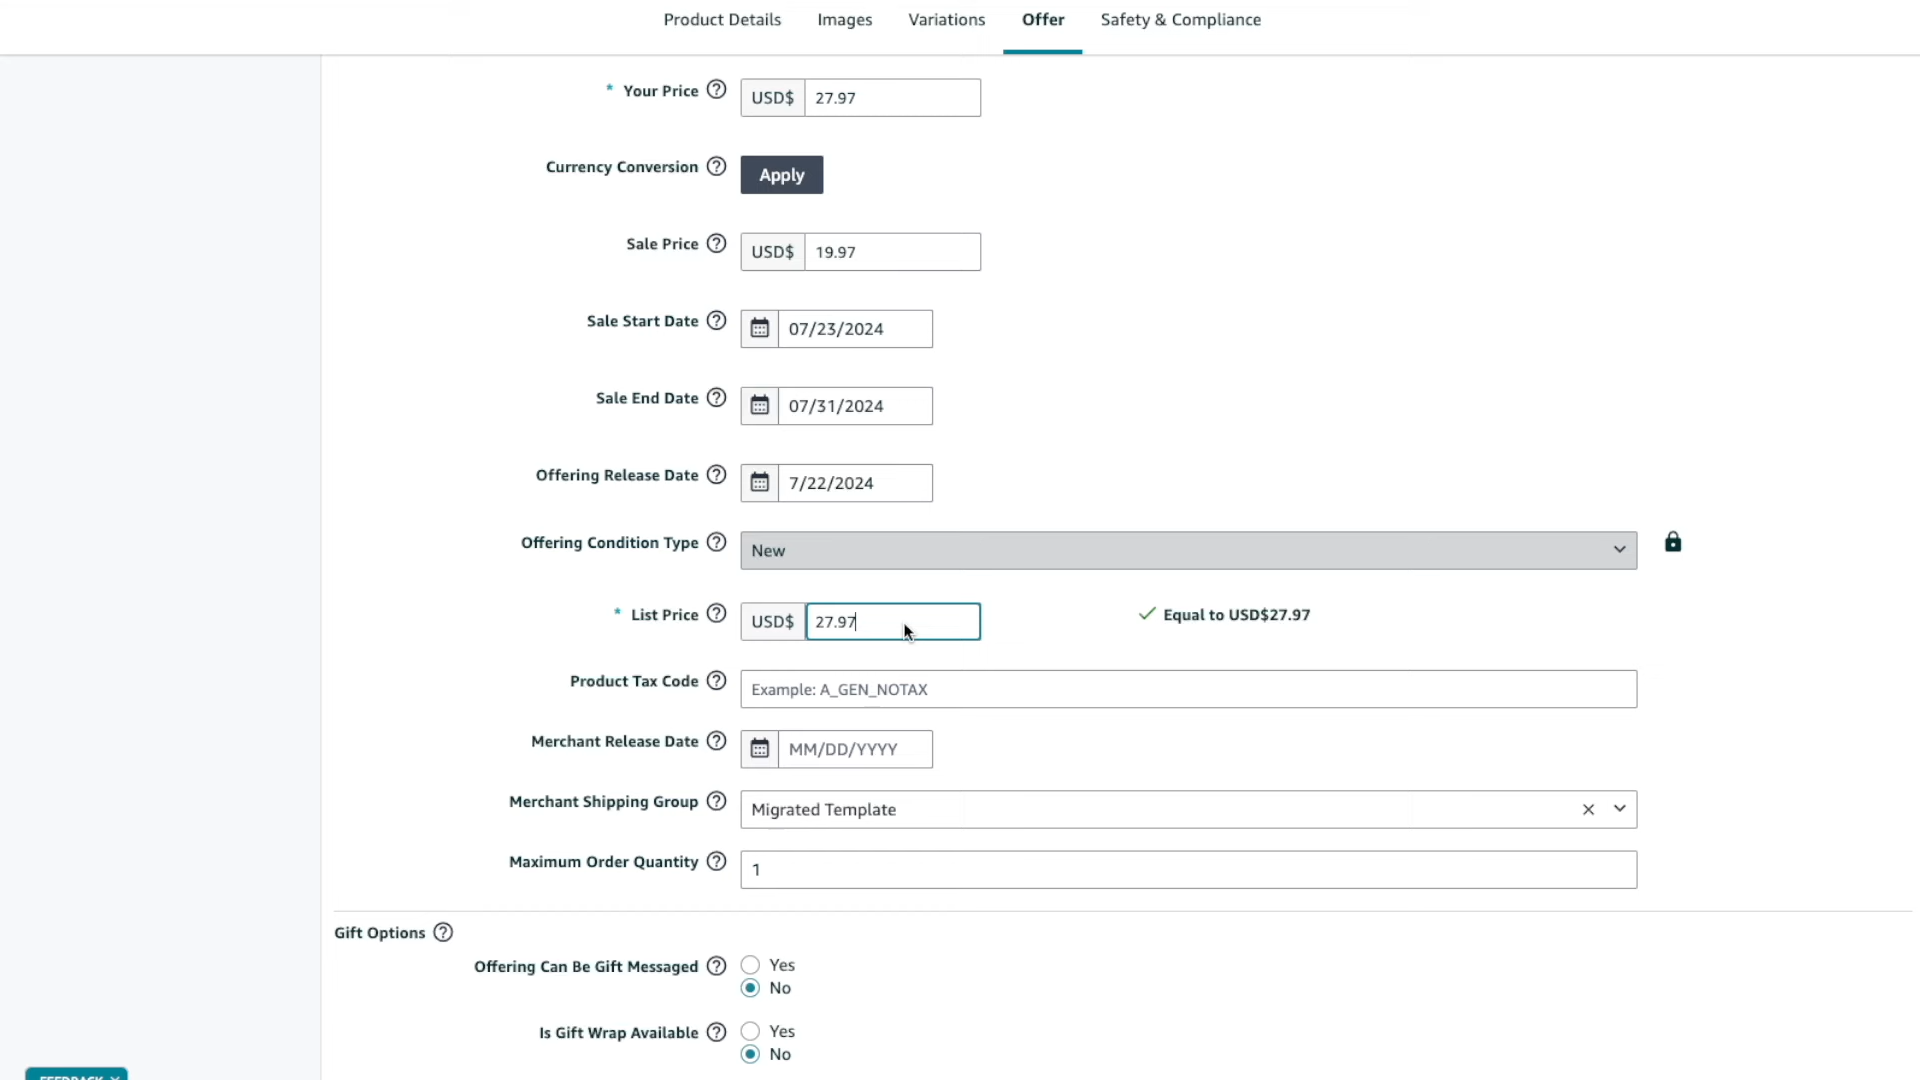 Product Details Images Variations Offer Safety & Compliance
* Your Price ? USD$ 27.97
Currency Conversion ? Apply
Sale Price ? USD$ 19.97
Sale Start Date ? 07/23/2024
Sale End Date ? 07/31/2024
Offering Release Date ? 7/22/2024
Offering Condition Type ? New
* List Price ? USD$ 27.97 Equal to USD$27.97
Product Tax Code ? Example: A_GEN_NOTAX
Merchant Release Date ? MM/DD/YYYY
Merchant Shipping Group ? Migrated Template
Maximum Order Quantity ? 1
Gift Options ?
Offering Can Be Gift Messaged ? Yes
No
Is Gift Wrap Available ? Yes
No
FEEDBACK